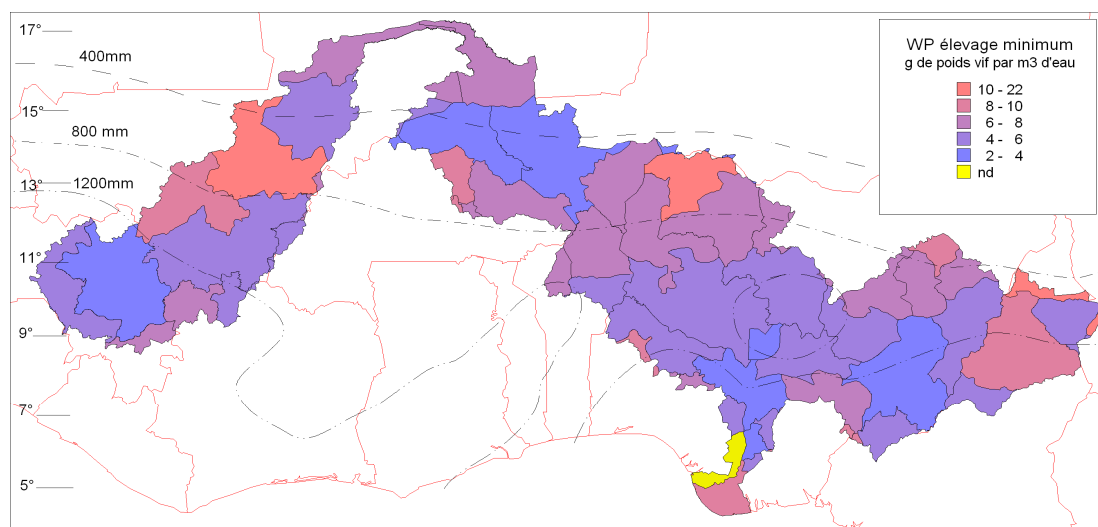 17°
400mm
15°
800 mm
13°
1200mm
11°
9°
7°
5°
WP élevage minimum
g de poids vif par m3 d'eau
10 - 22
8 - 10
6 - 8
4 - 6
2 - 4
nd